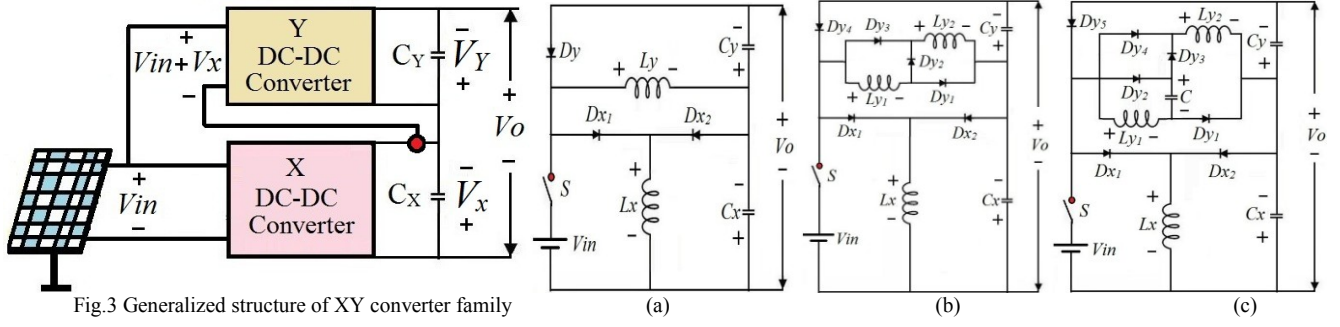 Y
DC-DC
Converter
X
DC-DC
Converter
+
Vin+Vx
−
+
Vin
−
CY
−
VY
+
CX
−
Vx
+
+
Vo
−
Fig.3 Generalized structure of XY converter family
Dy
+ Ly −
−
Cy
+
Dx1
Dx2
S
+
Lx
−
−
Cx
+
Vin
+
Vo
−
(a)
Dy4
Dy3
+ Ly2 −
Dy2
+ Ly1 −
Dy1
−
Cy
+
Dx1
Dx2
S
+
Lx
−
−
Cx
+
Vin
+
Vo
−
(b)
Dy5
Dy4
+ Ly2 −
Dy3
Dy2
+
C
−
+ Ly1 −
Dy1
−
Cy
+
Dx1
Dx2
S
+
Lx
−
−
Cx
+
Vin
+
Vo
−
(c)